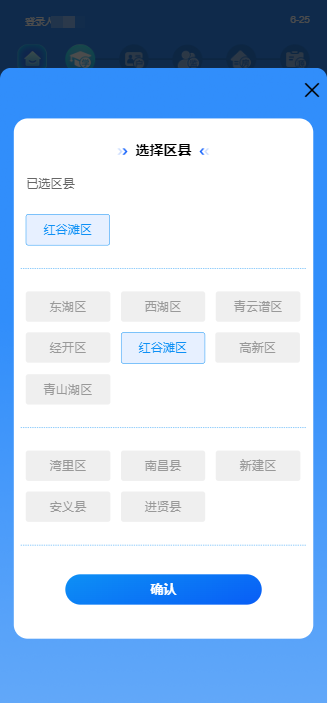 登录人
6-25
选择区县
已选区县
红谷滩区
东湖区 西湖区 青云谱区
经开区 红谷滩区 高新区
青山湖区
湾里区 南昌县 新建区
安义县 进贤县
确认